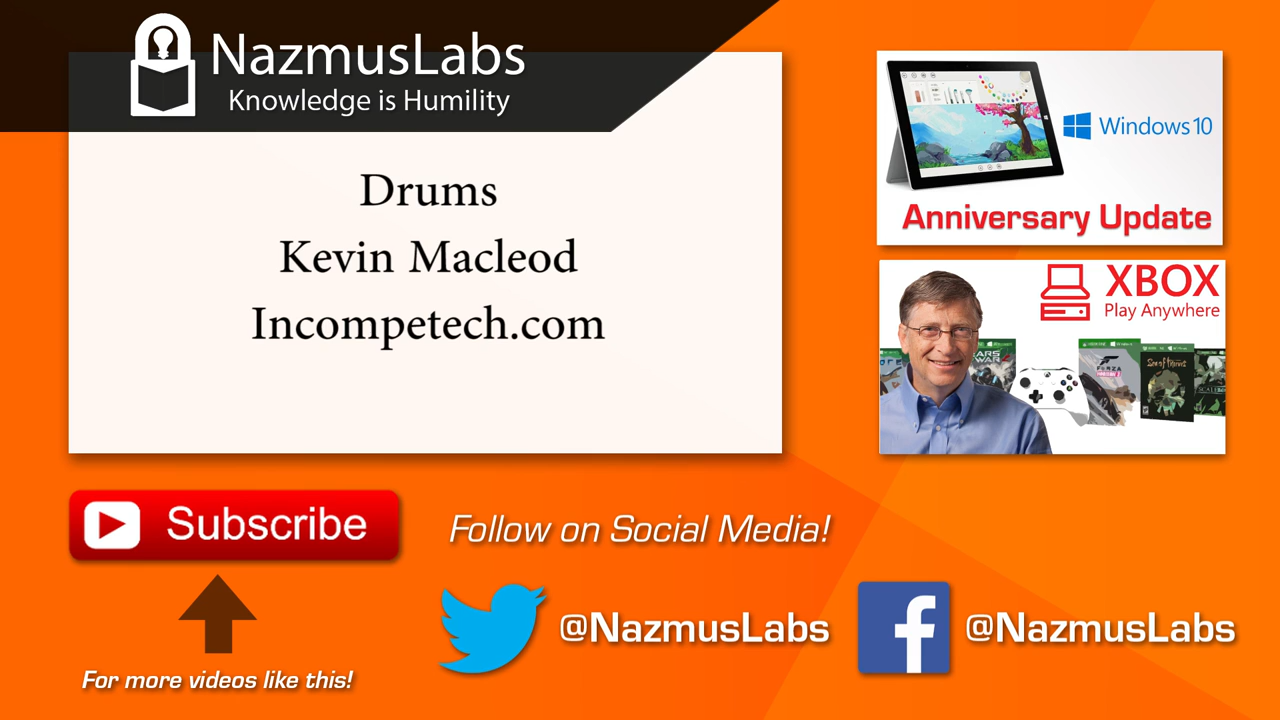 NazmusLabs
Knowledge is Humility
Drums
Kevin Macleod
Incompetech.com
Windows 10
Anniversary Update
XBOX
Play Anywhere
Subscribe
For more videos like this!
Follow on Social Media!
@NazmusLabs
@NazmusLabs